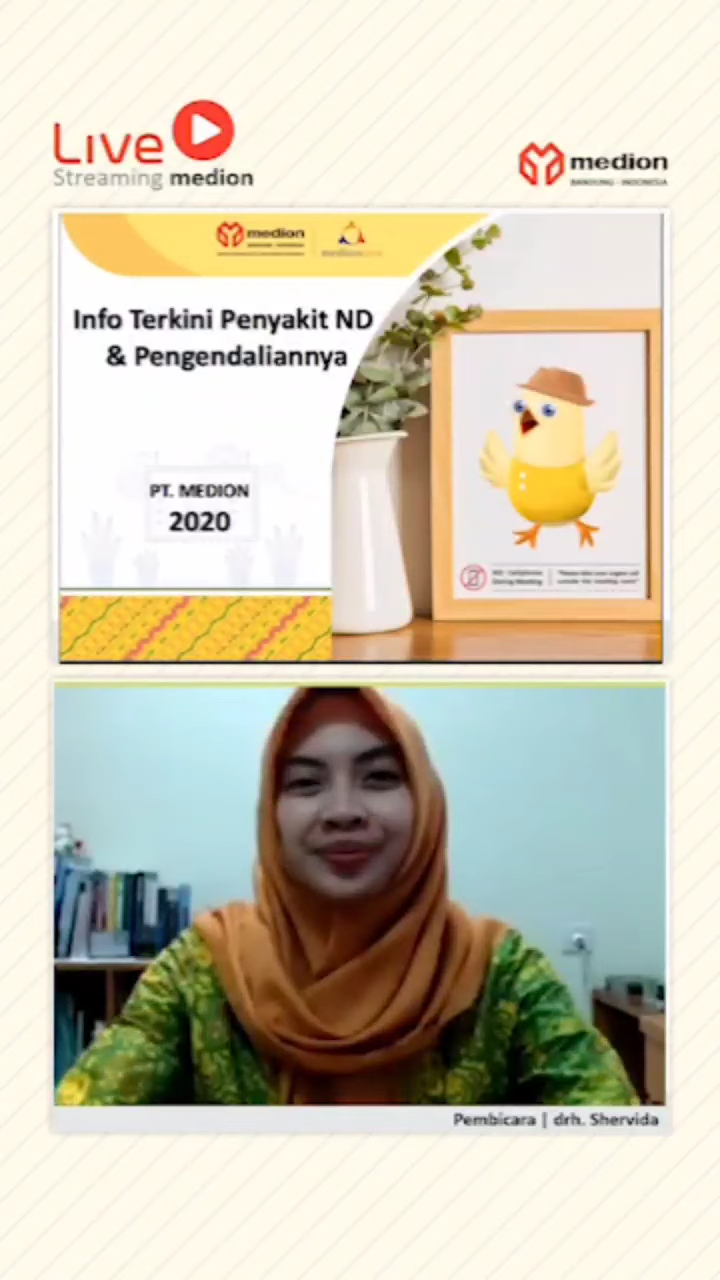 Live
Streaming medion
medion
BANDUNG - INDONESIA
medion
Info Terkini Penyakit ND
& Pengendaliannya
PT. MEDION
2020
Pembicara | drh. Shervida